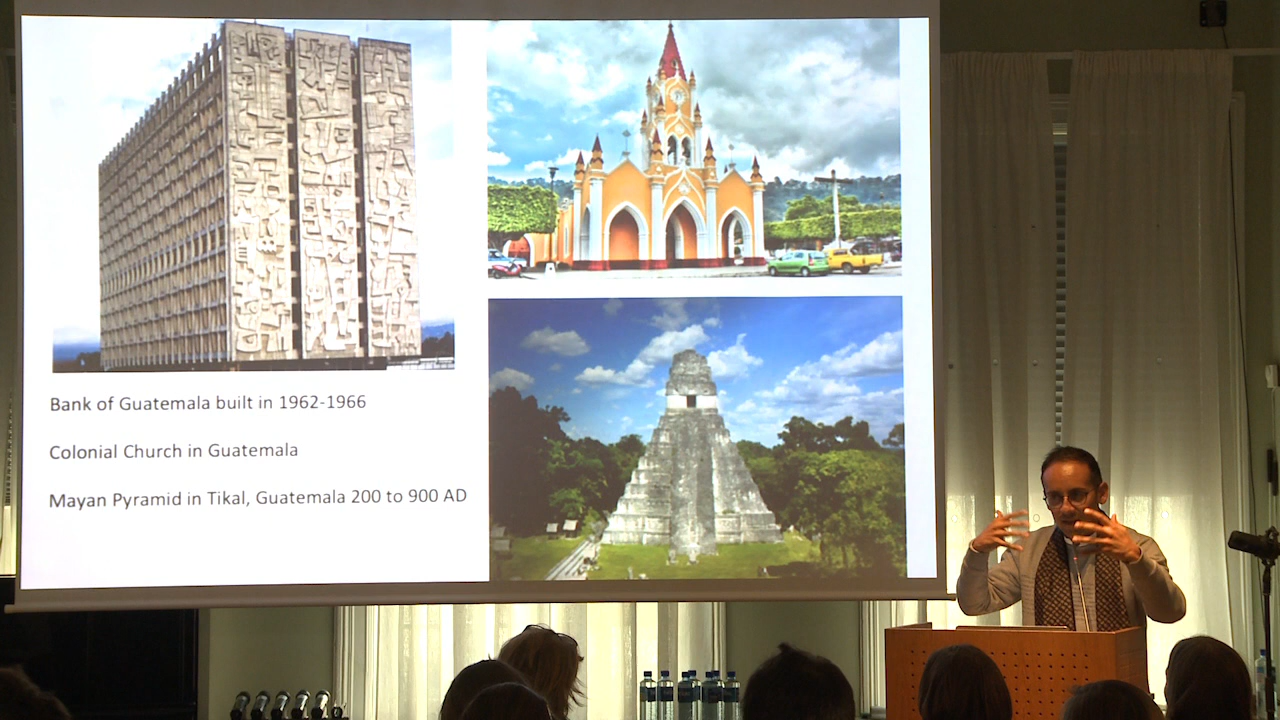 Bank of Guatemala built in 1962-1966
Colonial Church in Guatemala
Mayan Pyramid in Tikal, Guatemala 200 to 900 AD